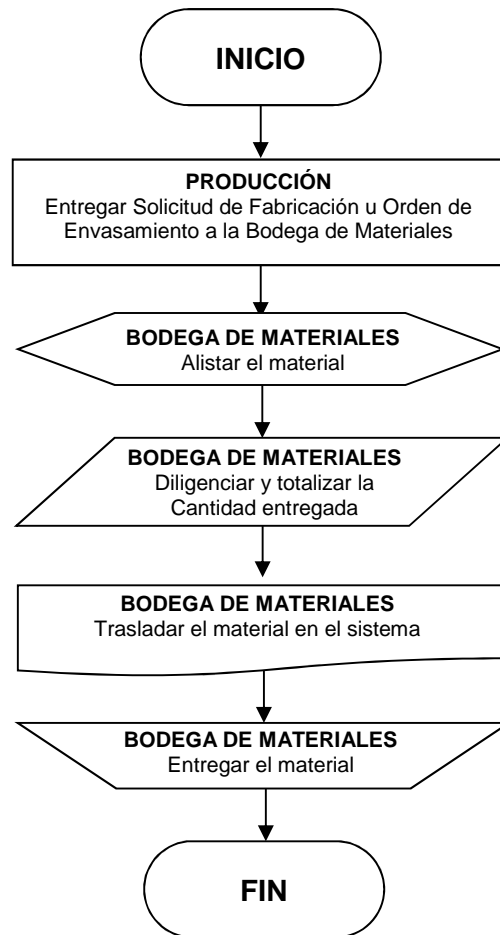 INICIO
PRODUCCIÓN
Entregar Solicitud de Fabricación u Orden de
Envasamiento a la Bodega de Materiales
BODEGA DE MATERIALES
Alistar el material
BODEGA DE MATERIALES
Diligenciar y totalizar la
Cantidad entregada
BODEGA DE MATERIALES
Trasladar el material en el sistema
BODEGA DE MATERIALES
Entregar el material
FIN